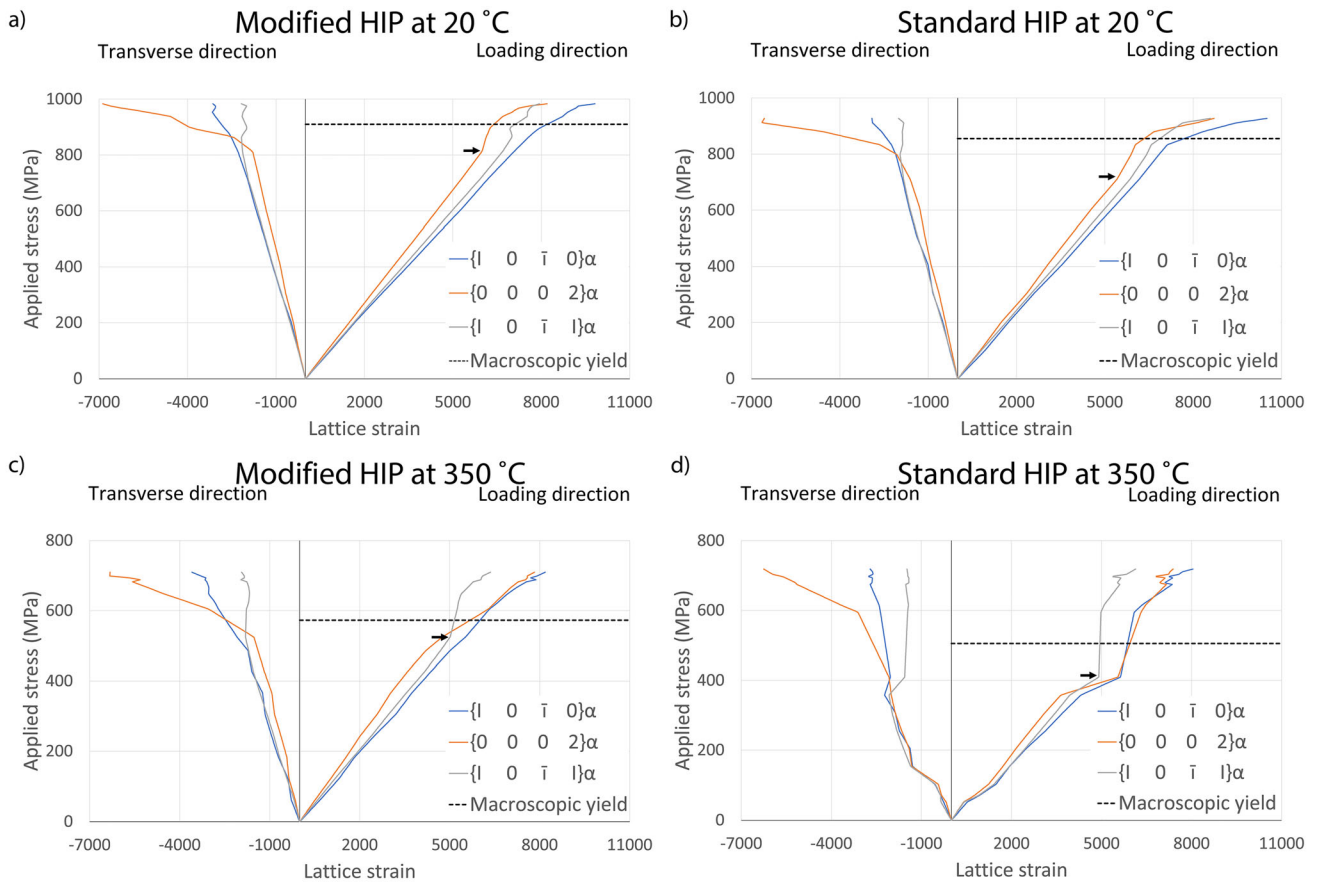 a)
Modified HIP at 20 ˚C
Transverse direction
Loading direction
Applied stress (MPa)
1000
800
600
400
200
0
-7000 -4000 -1000 2000 5000 8000 11000
Lattice strain
{I 0 ī 0}α
{0 0 0 2}α
{I 0 ī I}α
Macroscopic yield
b)
Standard HIP at 20 ˚C
Transverse direction
Loading direction
Applied stress (MPa)
1000
800
600
400
200
0
-7000 -4000 -1000 2000 5000 8000 11000
Lattice strain
{I 0 ī 0}α
{0 0 0 2}α
{I 0 ī I}α
Macroscopic yield
c)
Modified HIP at 350 ˚C
Transverse direction
Loading direction
Applied stress (MPa)
800
600
400
200
0
-7000 -4000 -1000 2000 5000 8000 11000
Lattice strain
{I 0 ī 0}α
{0 0 0 2}α
{I 0 ī I}α
Macroscopic yield
d)
Standard HIP at 350 ˚C
Transverse direction
Loading direction
Applied stress (MPa)
800
600
400
200
0
-7000 -4000 -1000 2000 5000 8000 11000
Lattice strain
{I 0 ī 0}α
{0 0 0 2}α
{I 0 ī I}α
Macroscopic yield